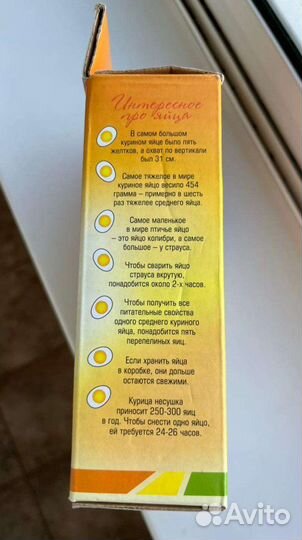 Интересное
про яйца
В самом большом
курином яйце было пять
желтков, а охват по вертикали
был 31 см.
Самое тяжелое в мире
куриное яйцо весило 454
грамма – примерно в шесть
раз тяжелее среднего яйца.
Самое маленькое
в мире птичье яйцо
– это яйцо колибри, а самое
большое – у страуса.
Чтобы сварить яйцо
страуса вкрутую,
понадобится около 2-х часов.
Чтобы получить все
питательные свойства
одного среднего куриного
яйца, понадобится пять
перепелиных яиц.
Если хранить яйца
в коробке, они дольше
остаются свежими.
Курица несушка
приносит 250-300 яиц
в год. Чтобы снести одно яйцо,
ей требуется 24-26 часов.
Avito